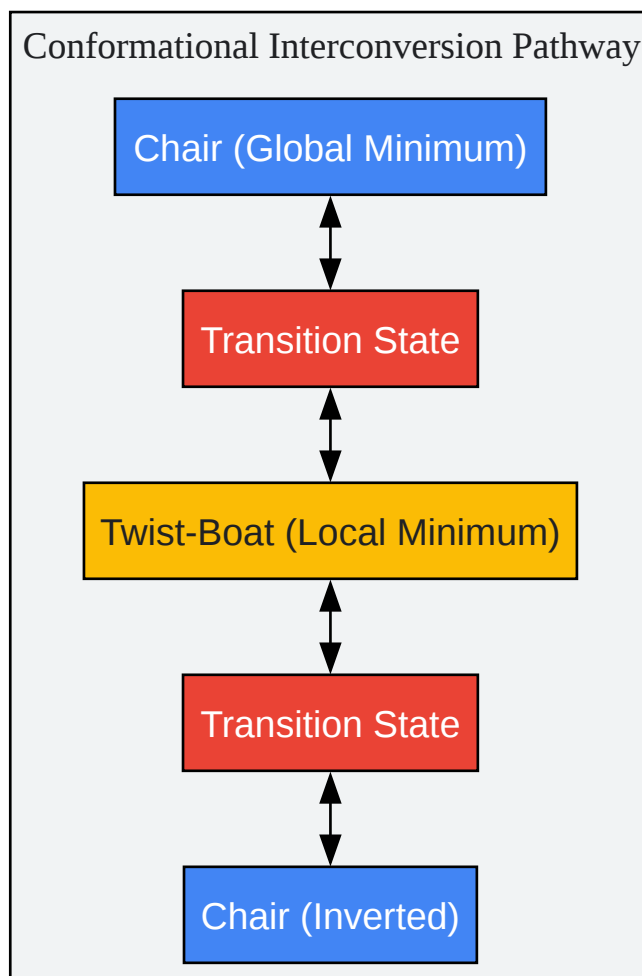 Conformational Interconversion Pathway
Chair (Global Minimum)
Transition State
Twist-Boat (Local Minimum)
Transition State
Chair (Inverted)